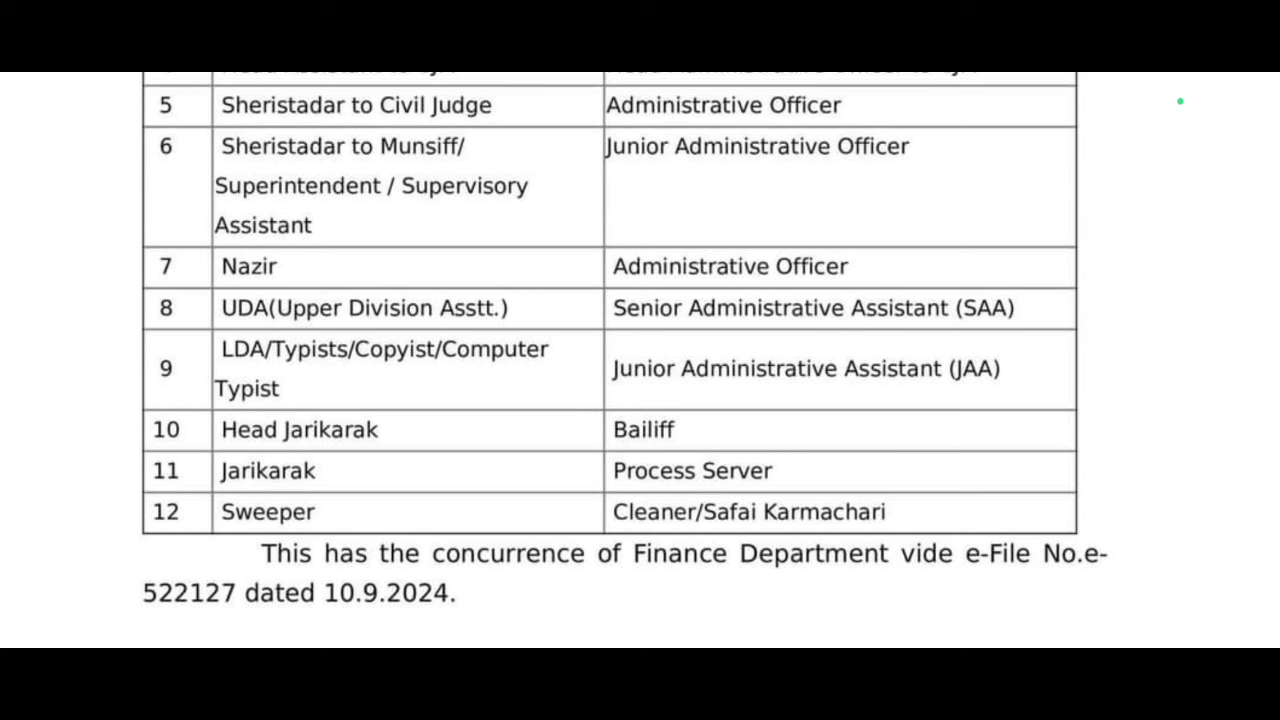 5 Sheristadar to Civil Judge Administrative Officer
6 Sheristadar to Munsiff/ Junior Administrative Officer
Superintendent / Supervisory
Assistant
7 Nazir Administrative Officer
8 UDA(Upper Division Asstt.) Senior Administrative Assistant (SAA)
LDA/Typists/Copyist/Computer
9 Junior Administrative Assistant (JAA)
Typist
10 Head Jarikarak Bailiff
11 Jarikarak Process Server
12 Sweeper Cleaner/Safai Karmachari
This has the concurrence of Finance Department vide e-File No.e-
522127 dated 10.9.2024.